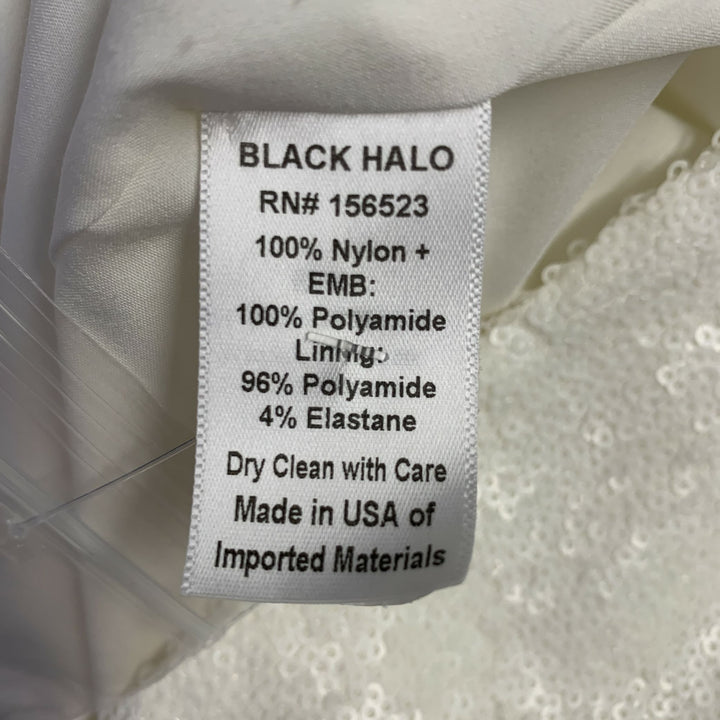 BLACK HALO
RN# 156523
100% Nylon +
EMB:
100% Polyamide
Lining:
96% Polyamide
4% Elastane
Dry Clean with Care
Made in USA of
Imported Materials